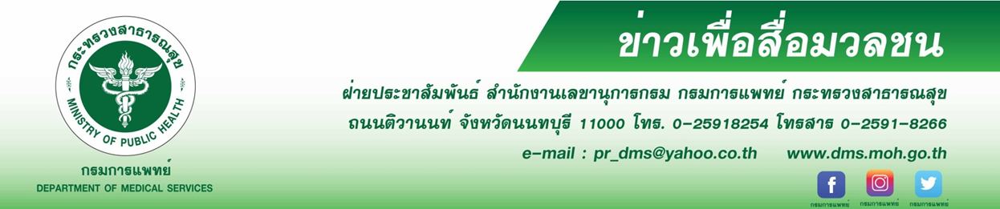 กระทรวงสาธารณสุข
MINISTRY OF PUBLIC HEALTH
กรมการแพทย์
DEPARTMENT OF MEDICAL SERVICES
ข่าวเพื่อสื่อมวลชน
ฝ่ายประชาสัมพันธ์ สำนักงานเลขานุการกรม กรมการแพทย์ กระทรวงสาธารณสุข
ถนนติวานนท์ จังหวัดนนทบุรี 11000 โทร. 0-25918254 โทรสาร 0-2591-8266
e-mail : pr_dms@yahoo.co.th www.dms.moh.go.th
กรมการแพทย์ กรมการแพทย์ กรมการแพทย์